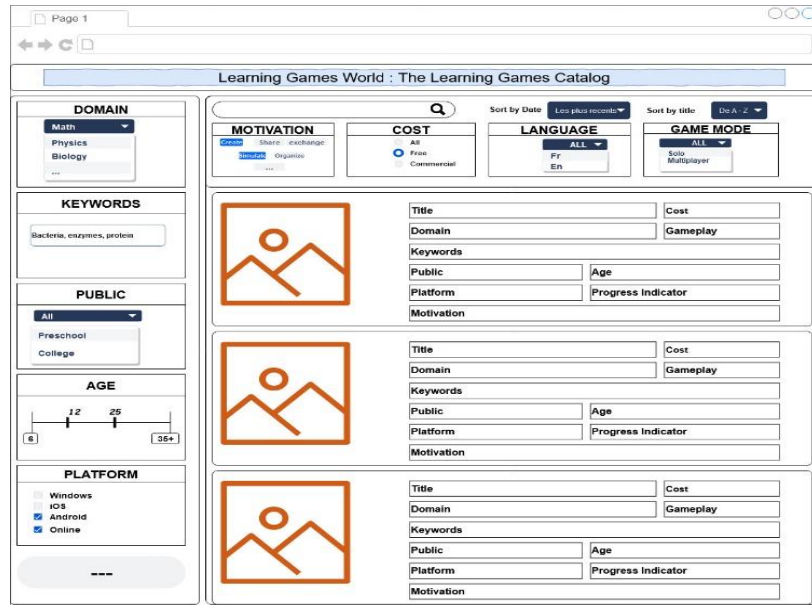 Page 1
Learning Games World : The Learning Games Catalog
DOMAIN
Math
Physics
Biology
...
KEYWORDS
Bacteria, enzymes, protein
PUBLIC
All
Preschool
College
AGE
12 25
6 35+
PLATFORM
Windows
iOS
Android
Online
---
Sort by Date Les plus recents Sort by title De A - Z
MOTIVATION
Create Share exchange
Simulate Organize
...
COST
All
Free
Commercial
LANGUAGE
ALL
Fr
En
GAME MODE
ALL
Solo
Multiplayer
Title Cost
Domain Gameplay
Keywords
Public Age
Platform Progress Indicator
Motivation
Title Cost
Domain Gameplay
Keywords
Public Age
Platform Progress Indicator
Motivation
Title Cost
Domain Gameplay
Keywords
Public Age
Platform Progress Indicator
Motivation